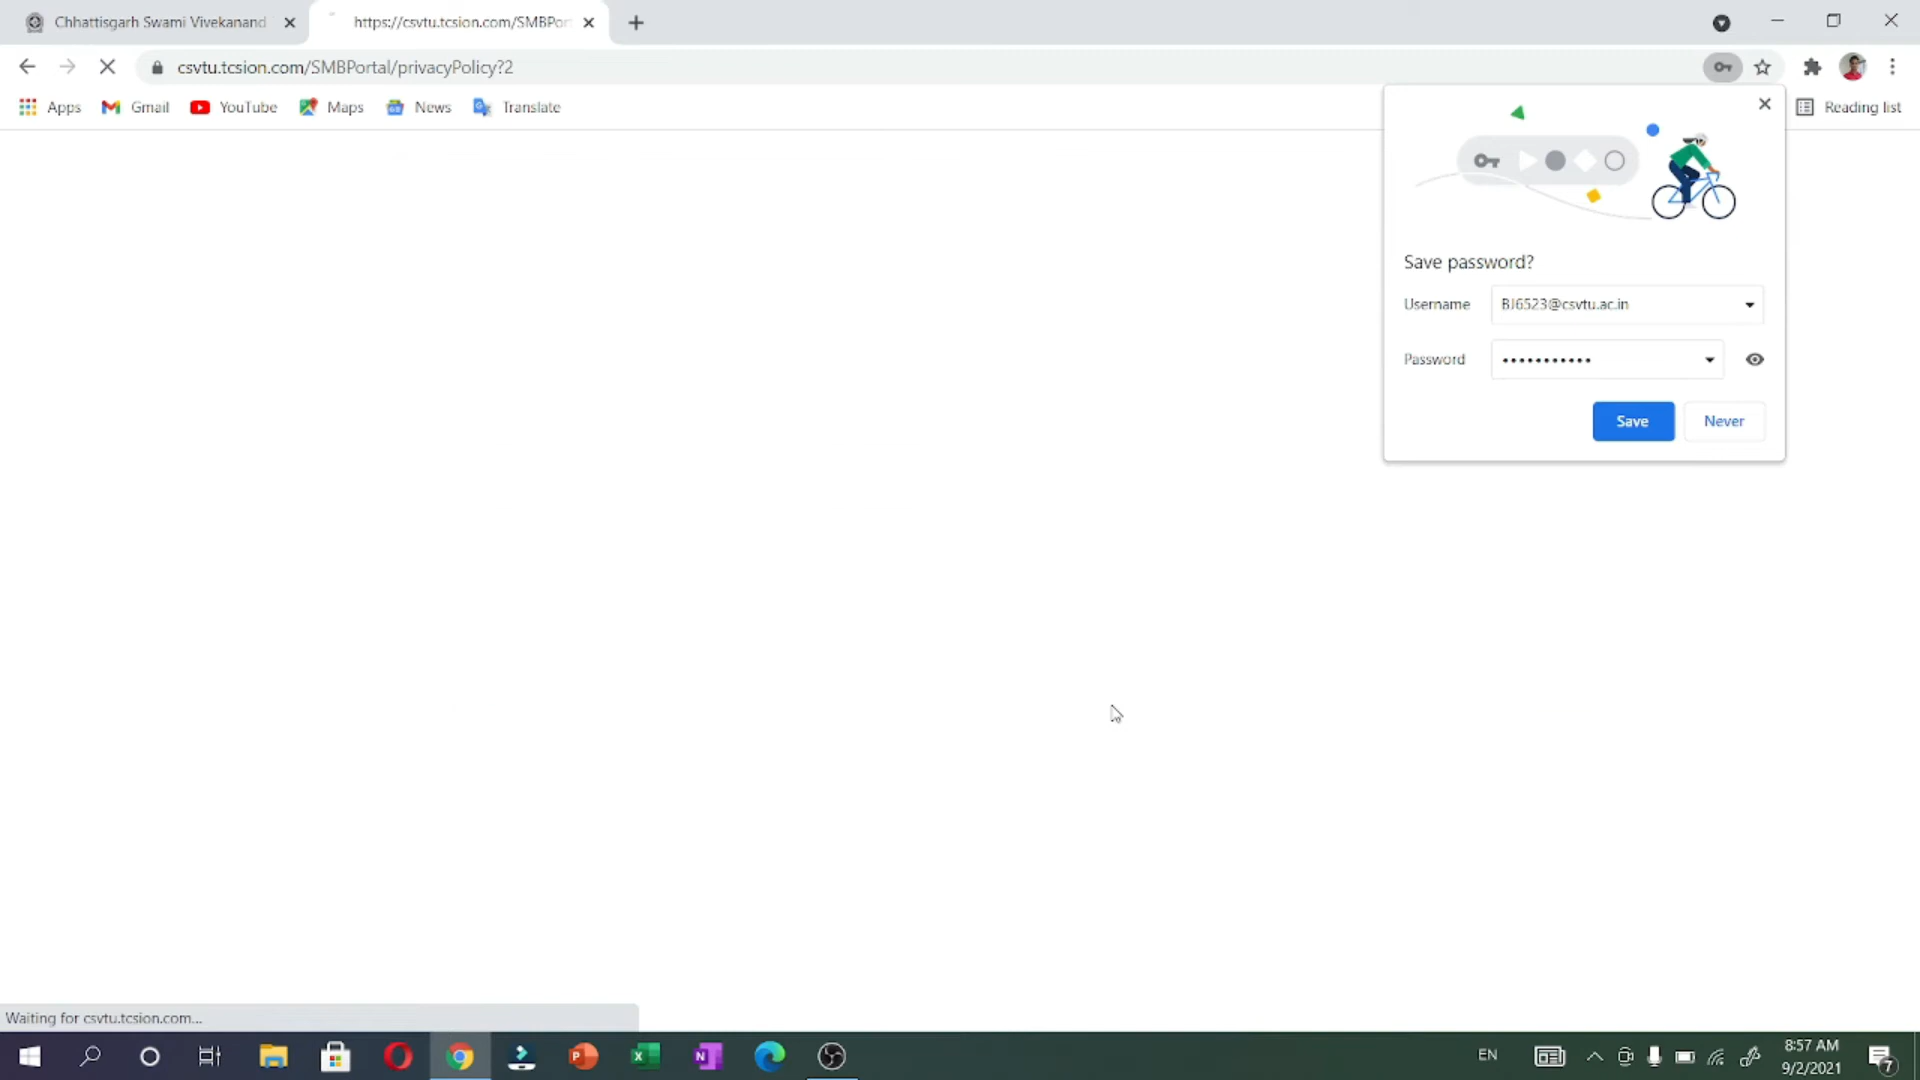 Chhattisgarh Swami Vivekanand
https://csvtu.tcsion.com/SMBPor
csvtu.tcsion.com/SMBPortal/privacyPolicy?2
Apps Gmail YouTube Maps News Translate Reading list
Save password?
Username BJ6523@csvtu.ac.in
Password •••••••••••
Save Never
Waiting for csvtu.tcsion.com...
EN
8:57 AM
9/2/2021
7